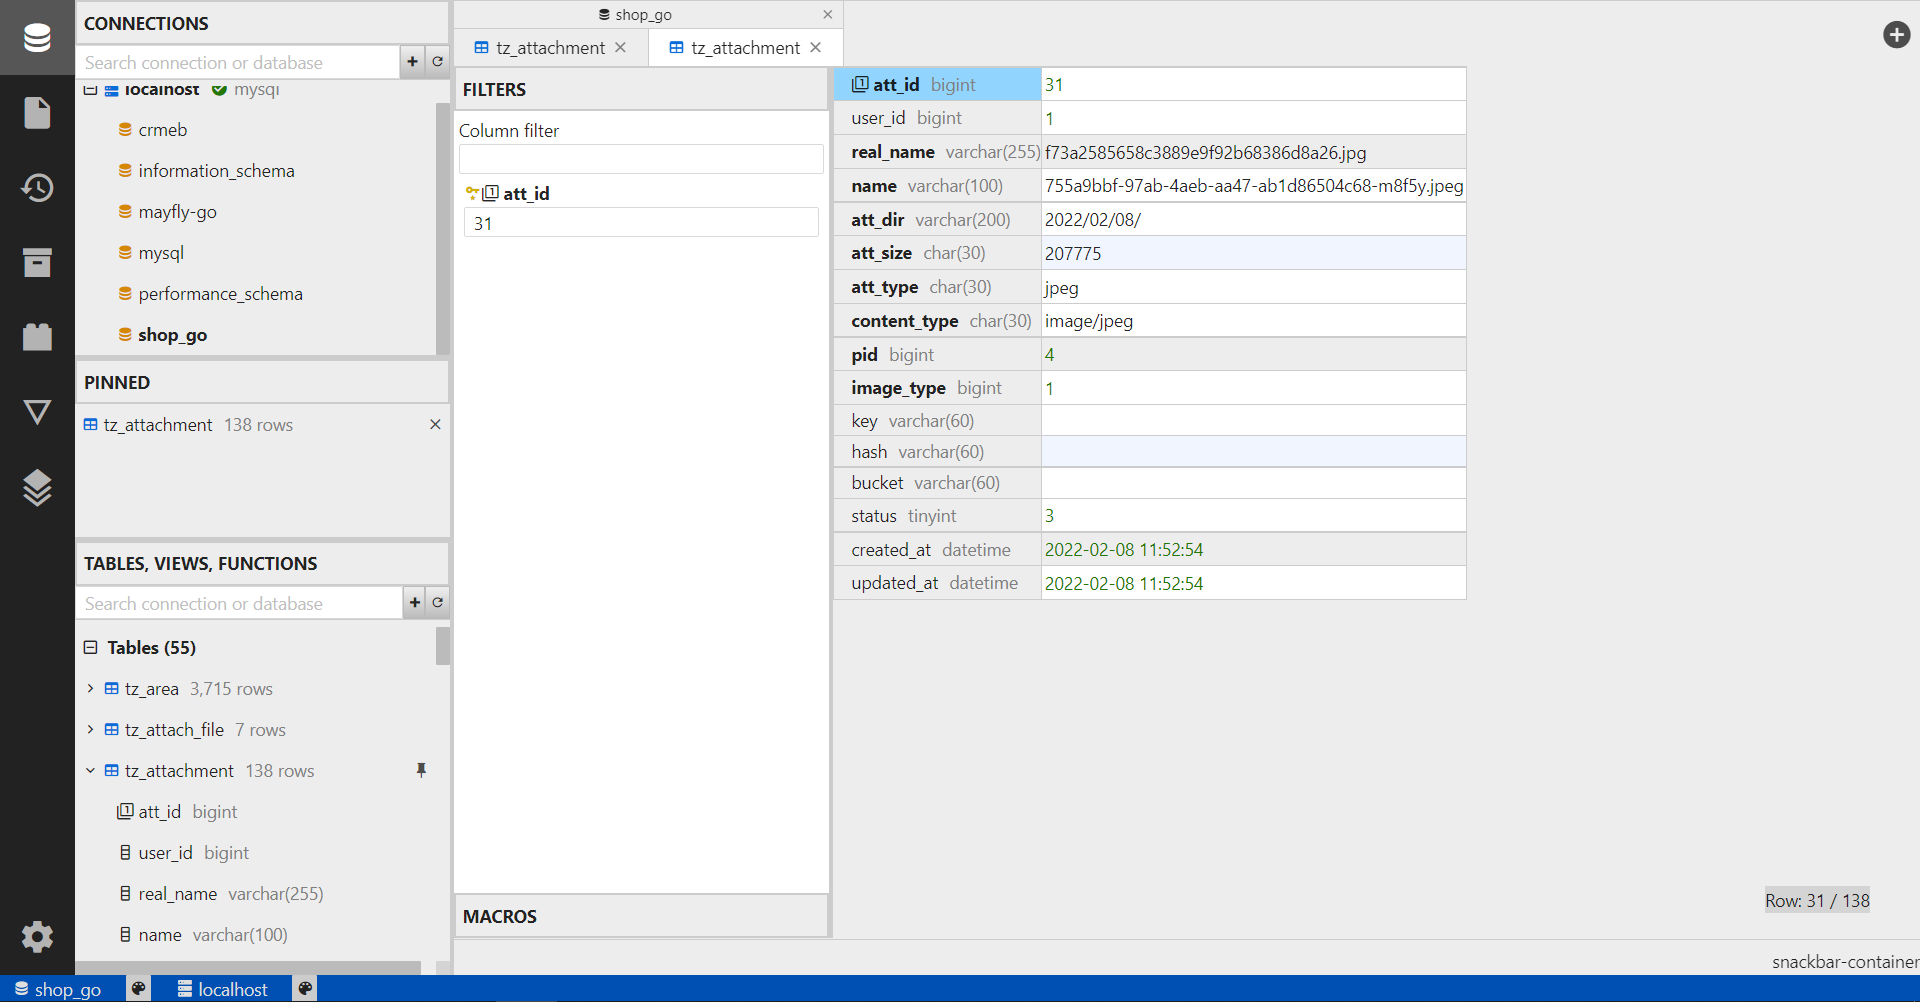 CONNECTIONS
Search connection or database
localhost mysql
crmeb
information_schema
mayfly-go
mysql
performance_schema
shop_go
PINNED
tz_attachment 138 rows
TABLES, VIEWS, FUNCTIONS
Search connection or database
Tables (55)
tz_area 3,715 rows
tz_attach_file 7 rows
tz_attachment 138 rows
att_id bigint
user_id bigint
real_name varchar(255)
name varchar(100)
shop_go
tz_attachment
tz_attachment
FILTERS
Column filter
att_id
31
MACROS
att_id bigint 31
user_id bigint 1
real_name varchar(255) f73a2585658c3889e9f92b68386d8a26.jpg
name varchar(100) 755a9bbf-97ab-4aeb-aa47-ab1d86504c68-m8f5y.jpeg
att_dir varchar(200) 2022/02/08/
att_size char(30) 207775
att_type char(30) jpeg
content_type char(30) image/jpeg
pid bigint 4
image_type bigint 1
key varchar(60)
hash varchar(60)
bucket varchar(60)
status tinyint 3
created_at datetime 2022-02-08 11:52:54
updated_at datetime 2022-02-08 11:52:54
Row: 31 / 138
snackbar-container
shop_go localhost